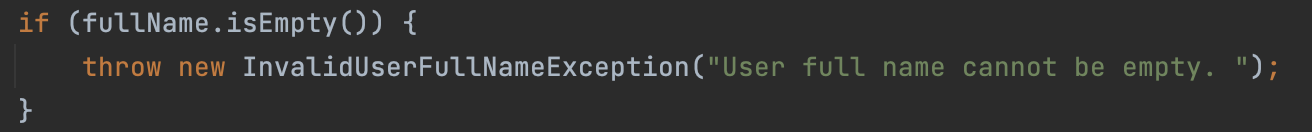 if (fullName.isEmpty()) {
    throw new InvalidUserFullNameException("User full name cannot be empty. ");
}